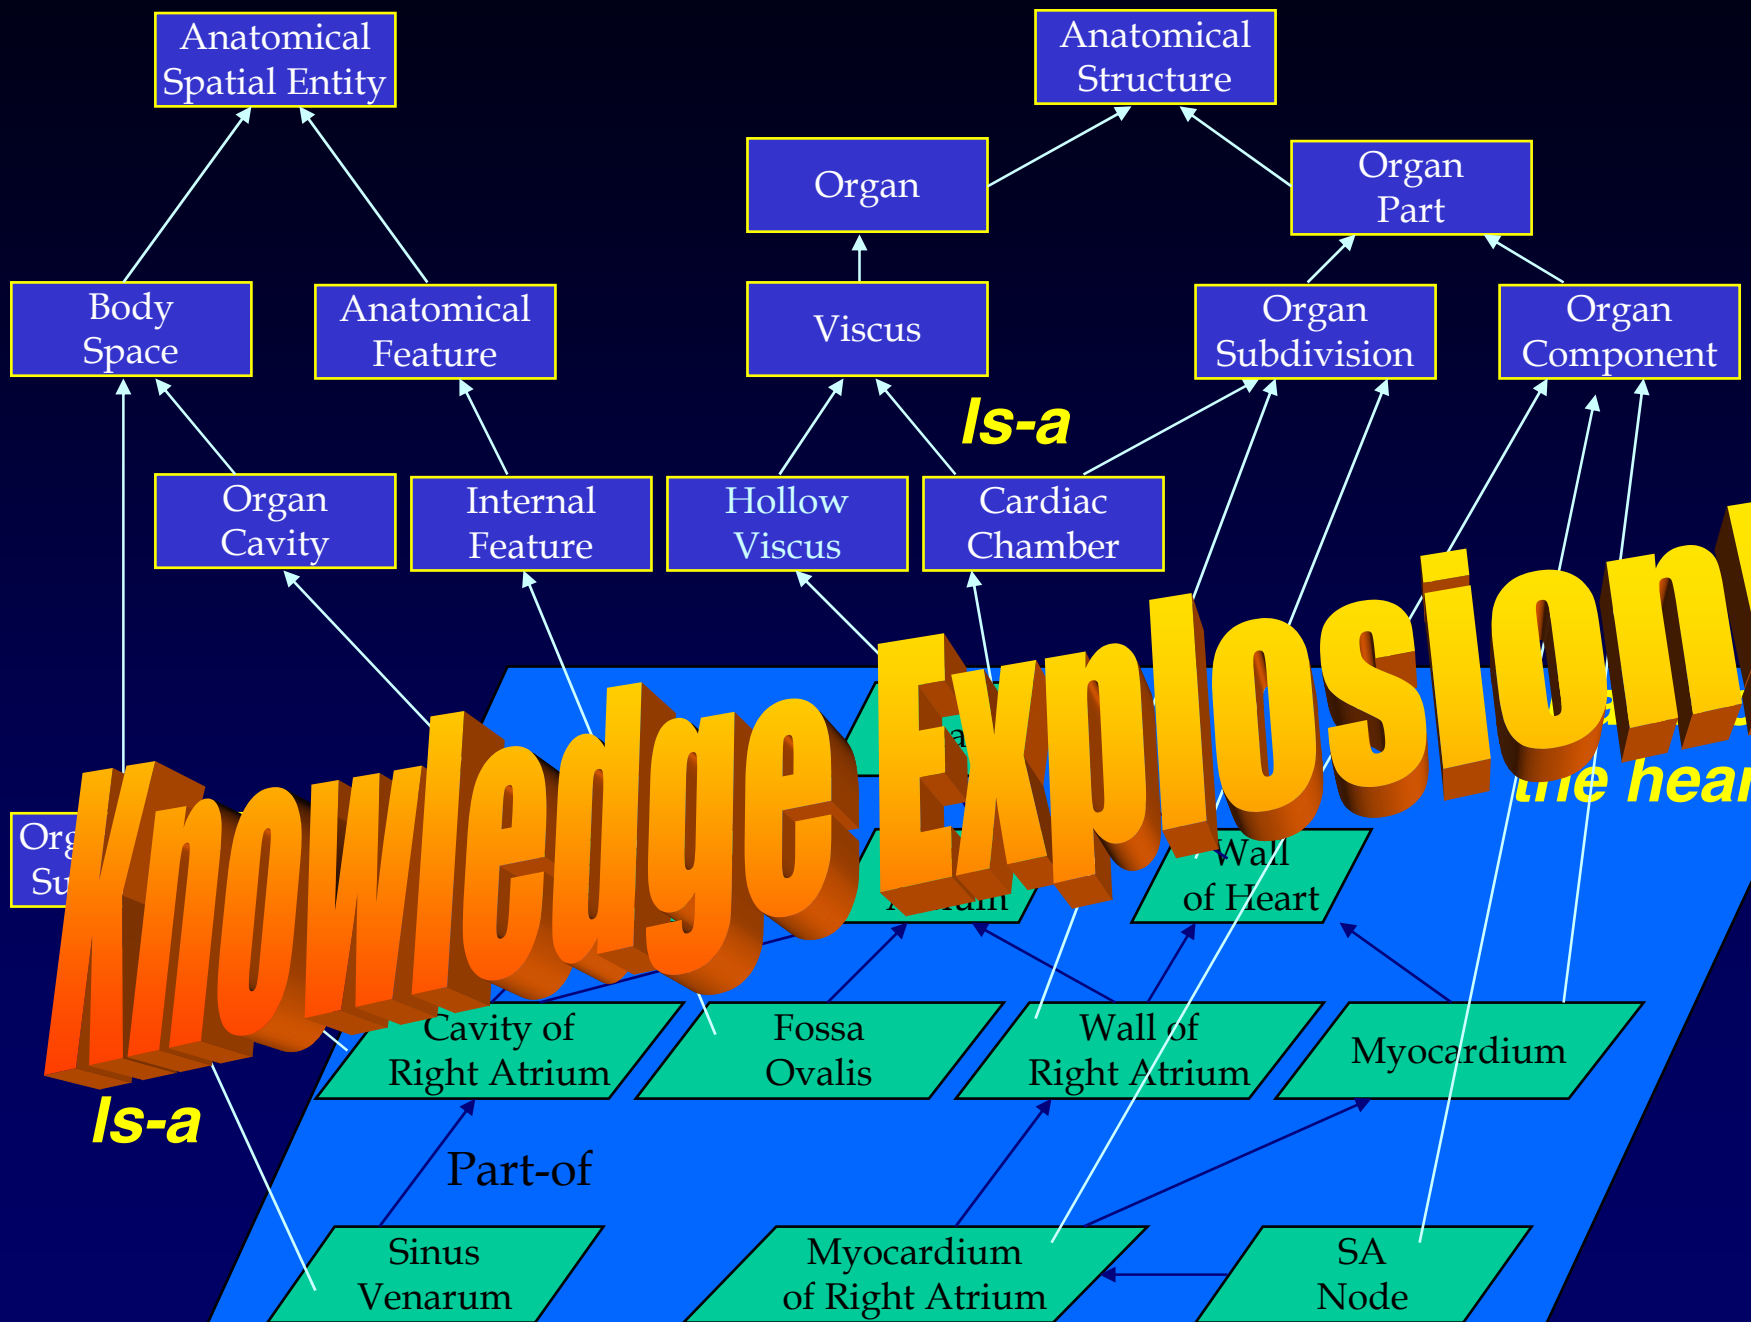 Anatomical
Spatial Entity
Anatomical
Structure
Organ
Organ
Part
Body
Space
Anatomical
Feature
Viscus
Organ
Subdivision
Organ
Component
Is-a
Organ
Cavity
Internal
Feature
Hollow
Viscus
Cardiac
Chamber
Knowledge Explosion!
the hear
Wall
of Heart
Cavity of
Right Atrium
Fossa
Ovalis
Wall of
Right Atrium
Myocardium
Is-a
Part-of
Sinus
Venarum
Myocardium
of Right Atrium
SA
Node